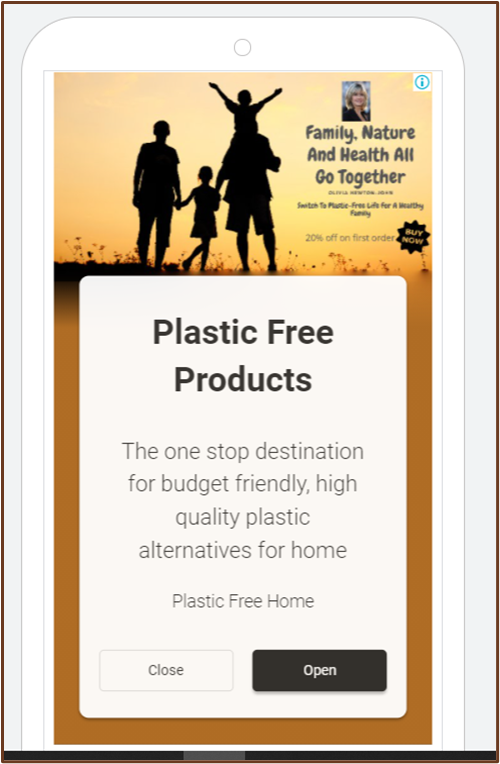 Family, Nature
And Health All
Go Together
OLIVIA NEWTON-JOHN
Switch To Plastic-Free Life For A Healthy
Family
20% off on first order
BUY
NOW
Plastic Free
Products
The one stop destination
for budget friendly, high
quality plastic
alternatives for home
Plastic Free Home
Close
Open